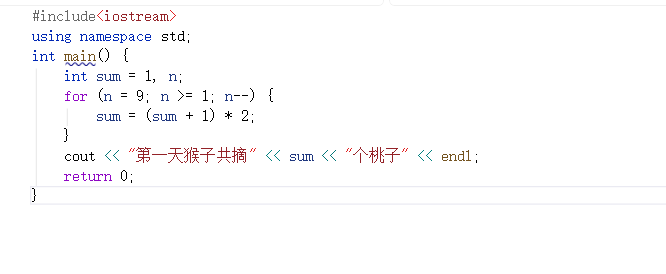 #include<iostream>
using namespace std;
int main() {
    int sum = 1, n;
    for (n = 9; n >= 1; n--) {
        sum = (sum + 1) * 2;
    }
    cout << "第一天猴子共摘" << sum << "个桃子" << endl;
    return 0;
}